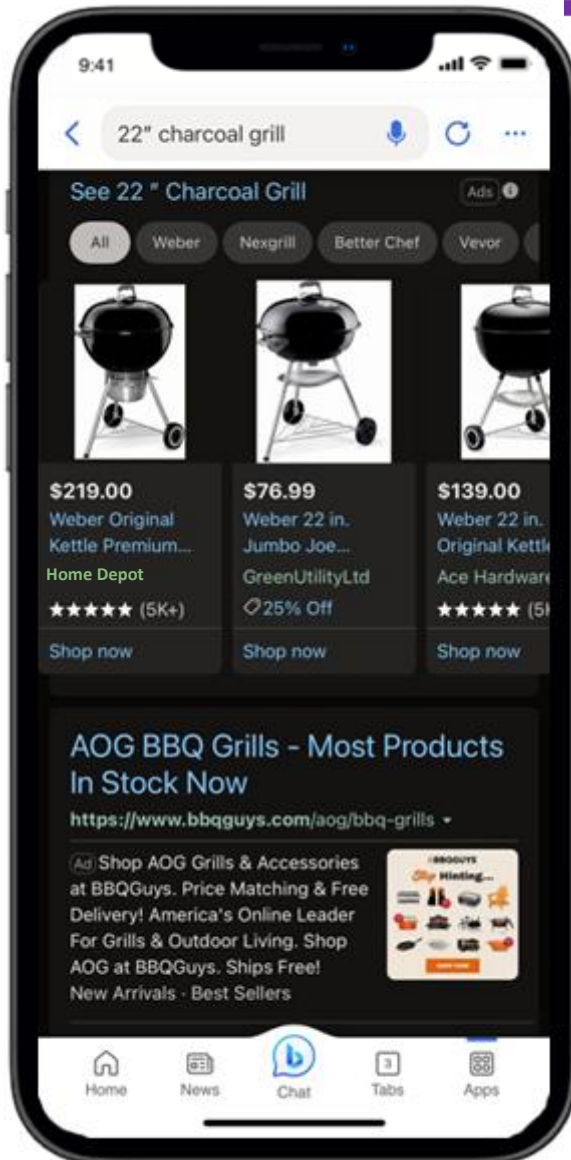 9:41
22" charcoal grill
See 22 " Charcoal Grill
Ads
All Weber Nexgrill Better Chef Vevor
$219.00
Weber Original
Kettle Premium...
Home Depot
(5K+)
Shop now
$76.99
Weber 22 in.
Jumbo Joe...
GreenUtilityLtd
25% Off
Shop now
$139.00
Weber 22 in.
Original Kettle
Ace Hardware
(5K
Shop now
AOG BBQ Grills - Most Products
In Stock Now
https://www.bbqguys.com/aog/bbq-grills
Ad Shop AOG Grills & Accessories
at BBQGuys. Price Matching & Free
Delivery! America's Online Leader
For Grills & Outdoor Living. Shop
AOG at BBQGuys. Ships Free!
New Arrivals · Best Sellers
BBQGUYS
Hinting...
Home News Chat 3 Tabs Apps